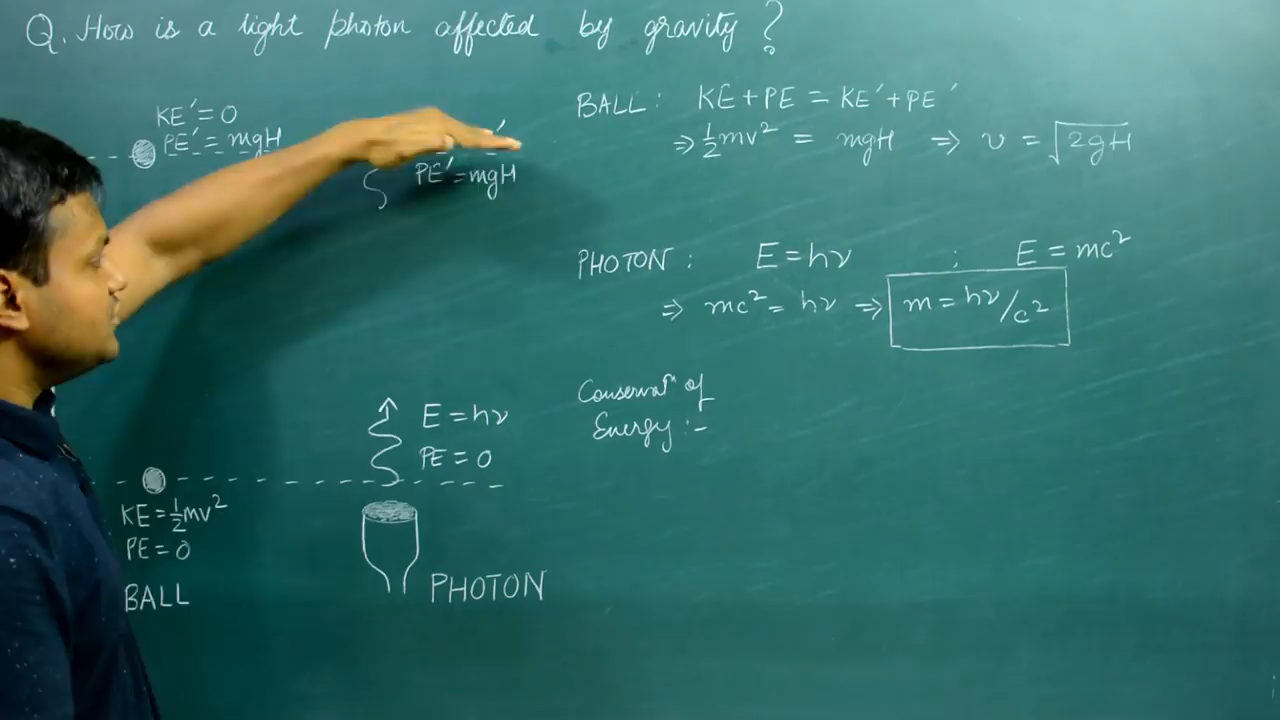 Q. How is a light photon affected by gravity?
KE′ = 0
PE′ = mgH
PE′ = mgH
BALL : KE + PE = KE′ + PE′
⇒ ½mv² = mgH ⇒ v = √2gH
PHOTON : E = hν ; E = mc²
⇒ mc² = hν ⇒ m = hν/c²
Conservatⁿ of
Energy :-
E = hν
PE = 0
KE = ½mv²
PE = 0
BALL
PHOTON